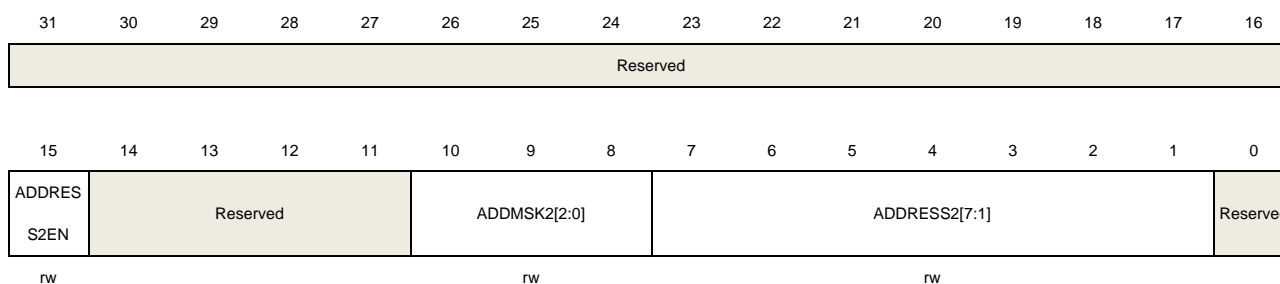 31 30 29 28 27 26 25 24 23 22 21 20 19 18 17 16
Reserved
15 14 13 12 11 10 9 8 7 6 5 4 3 2 1 0
ADDRES
S2EN
Reserved
ADDMSK2[2:0]
ADDRESS2[7:1]
Reserve
rw rw rw